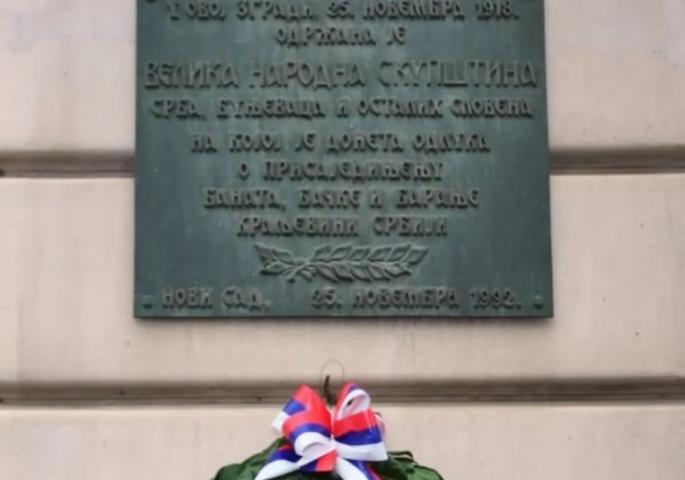 У овој згради, 25. новембра 1918.
одржана је
ВЕЛИКА НАРОДНА СКУПШТИНА
СРБА, БУЊЕВАЦА И ОСТАЛИХ СЛОВЕНА
НА КОЈОЈ ЈЕ ДОНЕТА ОДЛУКА
О ПРИСАЈЕДИЊЕЊУ
БАНАТА, БАЧКЕ И БАРАЊЕ
КРАЉЕВИНИ СРБИЈИ
НОВИ САД, 25. НОВЕМБРА 1992.